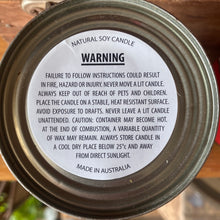 NATURAL SOY CANDLE
WARNING
FAILURE TO FOLLOW INSTRUCTIONS COULD RESULT
IN FIRE, HAZARD OR INJURY. NEVER MOVE A LIT CANDLE.
ALWAYS KEEP OUT OF REACH OF PETS AND CHILDREN.
PLACE THE CANDLE ON A STABLE, HEAT RESISTANT SURFACE.
AVOID EXPOSURE TO DRAFTS. NEVER LEAVE A LIT CANDLE
UNATTENDED. CAUTION: CONTAINER MAY BECOME HOT.
AT THE END OF COMBUSTION, A VARIABLE QUANTITY
OF WAX MAY REMAIN. ALWAYS STORE CANDLE IN
A COOL DRY PLACE BELOW 25°c AND AWAY
FROM DIRECT SUNLIGHT.
MADE IN AUSTRALIA